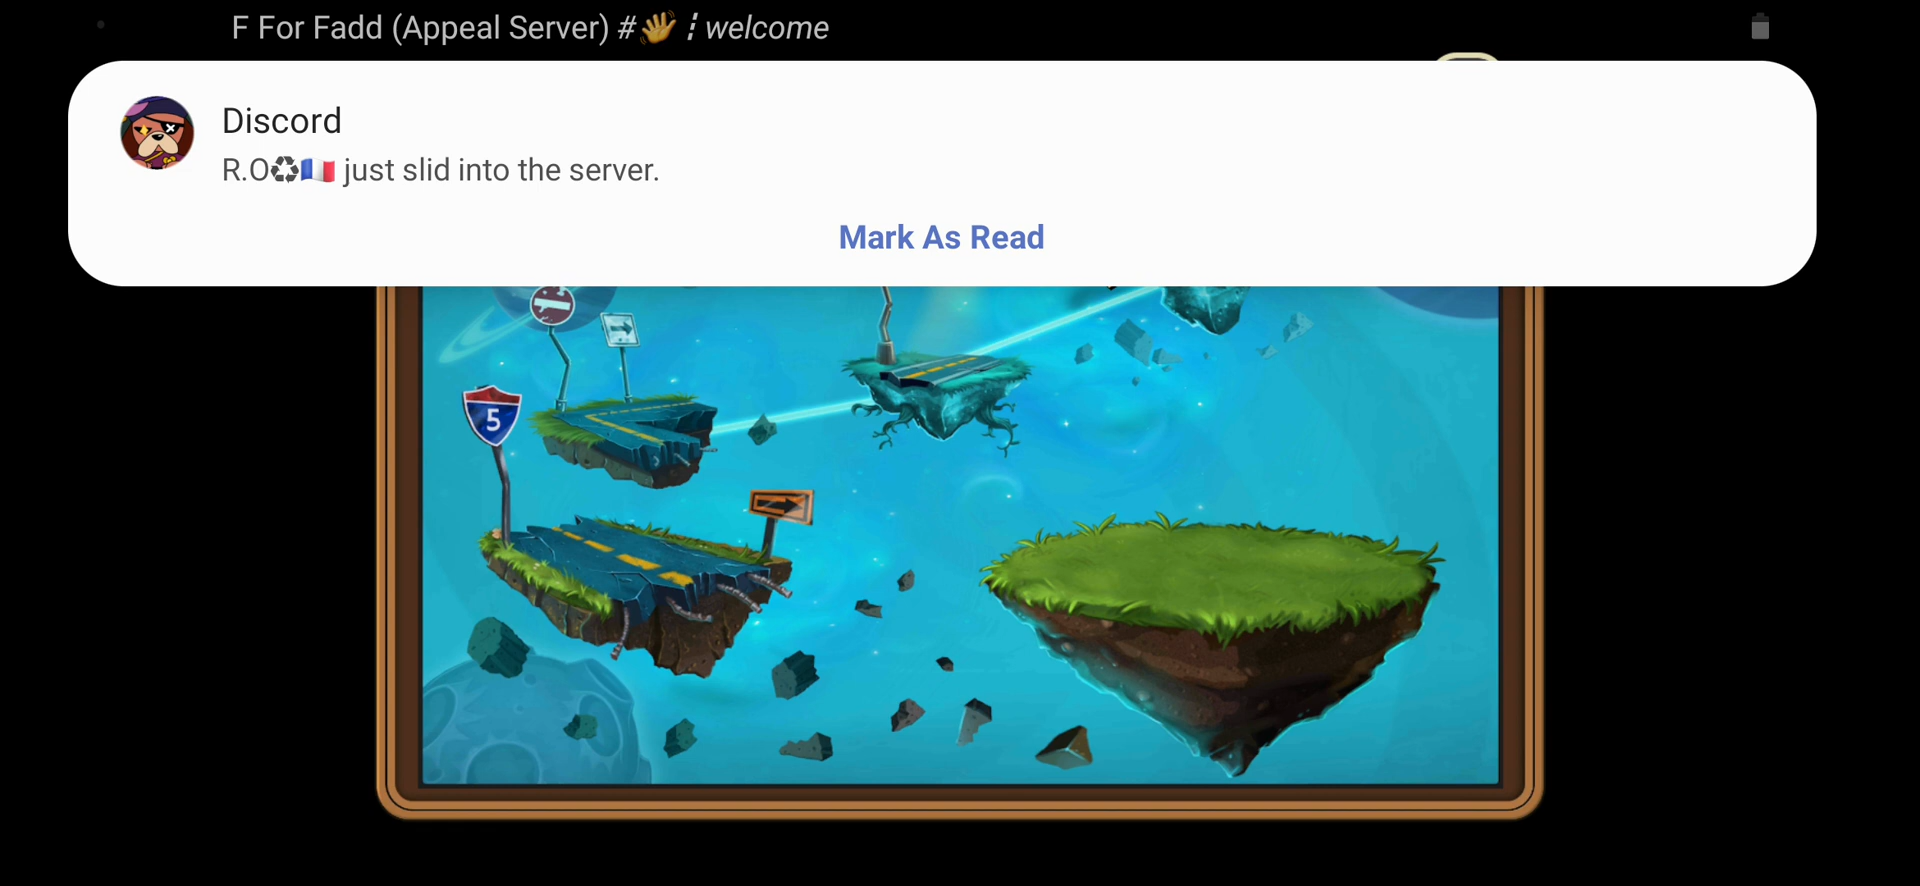 F For Fadd (Appeal Server) #👋┆welcome
Discord
R.O♻️🇫🇷 just slid into the server.
Mark As Read
5